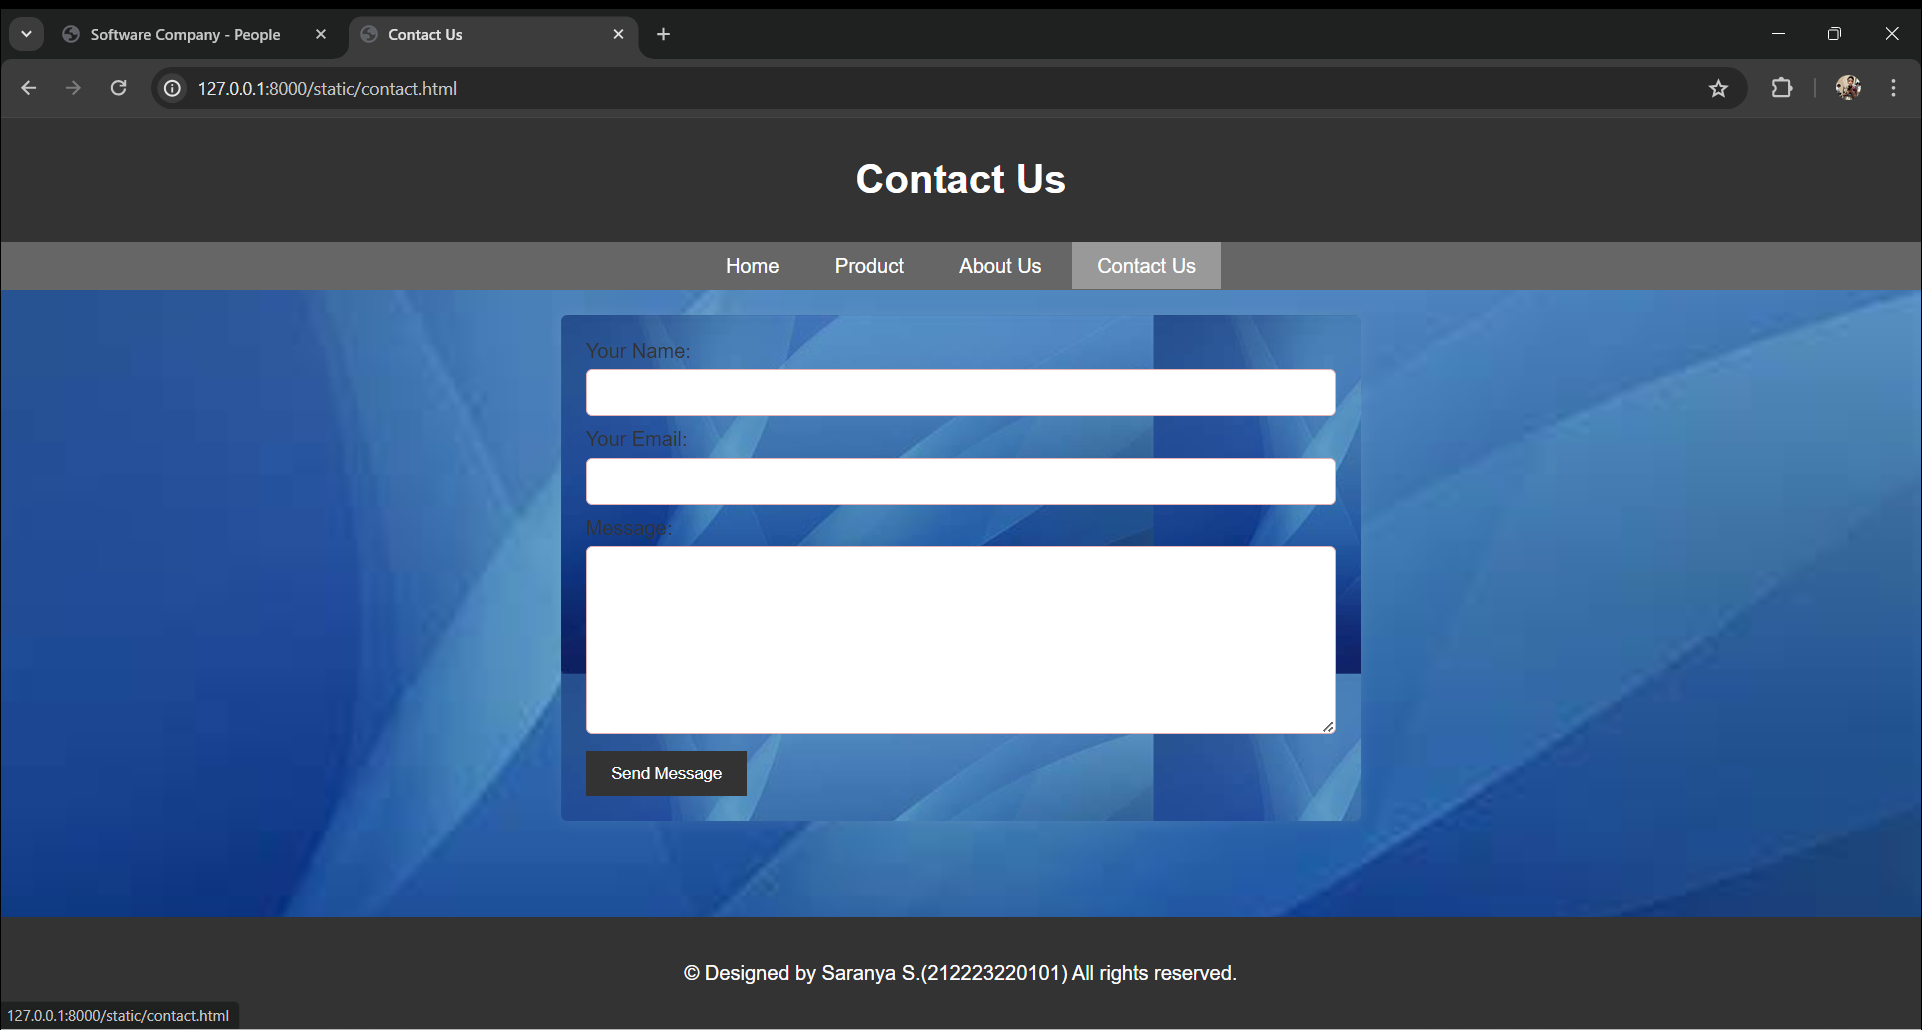 Software Company - People
Contact Us
127.0.0.1:8000/static/contact.html
Contact Us
Home Product About Us Contact Us
Your Name:
Your Email:
Message:
Send Message
© Designed by Saranya S.(212223220101) All rights reserved.
127.0.0.1:8000/static/contact.html